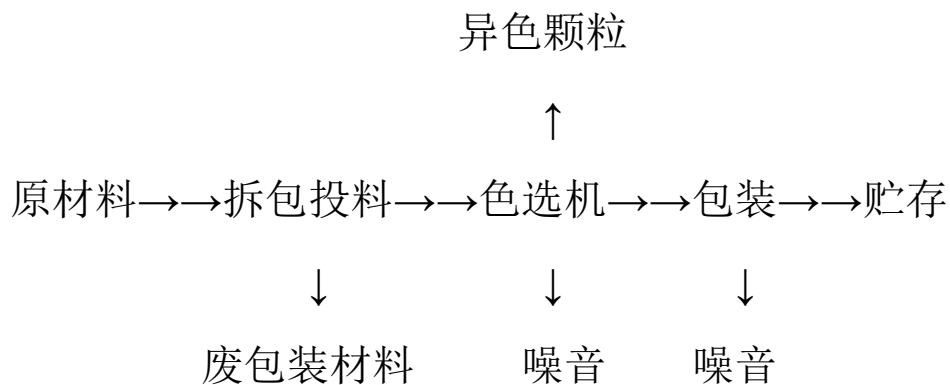 异色颗粒
↑
原材料→→拆包投料→→色选机→→包装→→贮存
↓ ↓ ↓
废包装材料 噪音 噪音